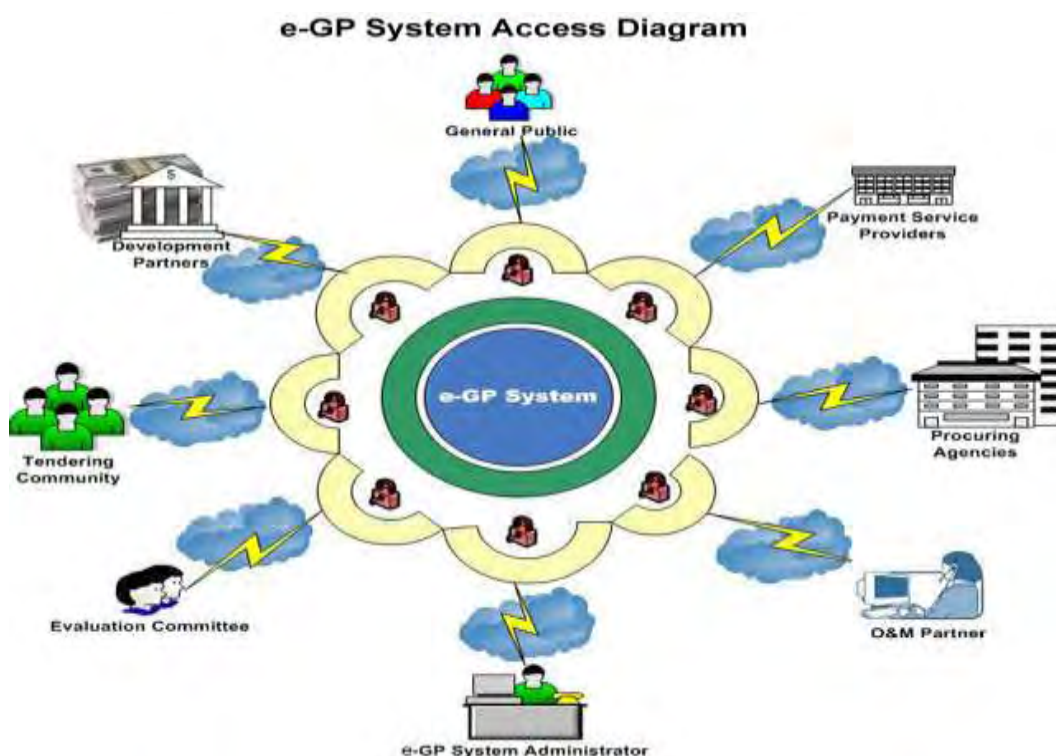 e-GP System Access Diagram
General Public
Development
Partners
$
Payment Service
Providers
e-GP System
Tendering
Community
Procuring
Agencies
Evaluation Committee
O&M Partner
e-GP System Administrator